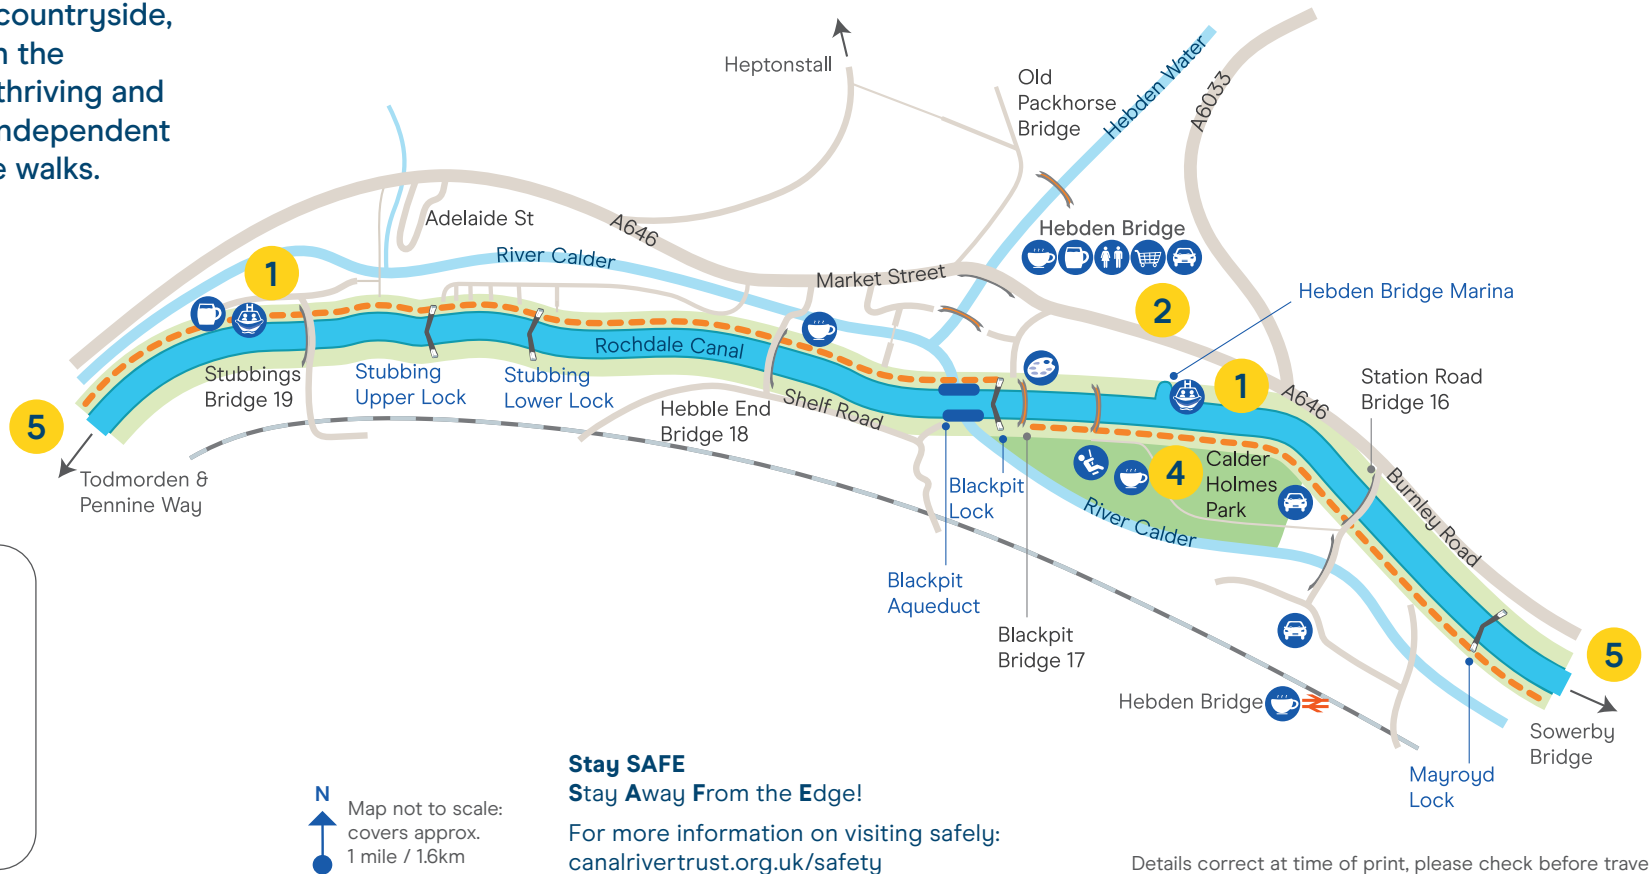 countryside,
the
thriving and
independent
walks.
Heptonstall
Old
Packhorse
Bridge
Hebden Water
A6033
Adelaide St
A646
River Calder
Market Street
Hebden Bridge
1
2
Hebden Bridge Marina
Rochdale Canal
Stubbings
Bridge 19
Stubbing
Upper Lock
Stubbing
Lower Lock
Hebble End
Bridge 18
Shelf Road
1
A646
Station Road
Bridge 16
5
Todmorden &
Pennine Way
Blackpit
Lock
4
Calder
Holmes
Park
River Calder
Burnley Road
Blackpit
Aqueduct
Blackpit
Bridge 17
5
Hebden Bridge
Sowerby
Bridge
Mayroyd
Lock
N
Map not to scale:
covers approx.
1 mile / 1.6km
Stay SAFE
Stay Away From the Edge!
For more information on visiting safely:
canalrivertrust.org.uk/safety
Details correct at time of print, please check before trave